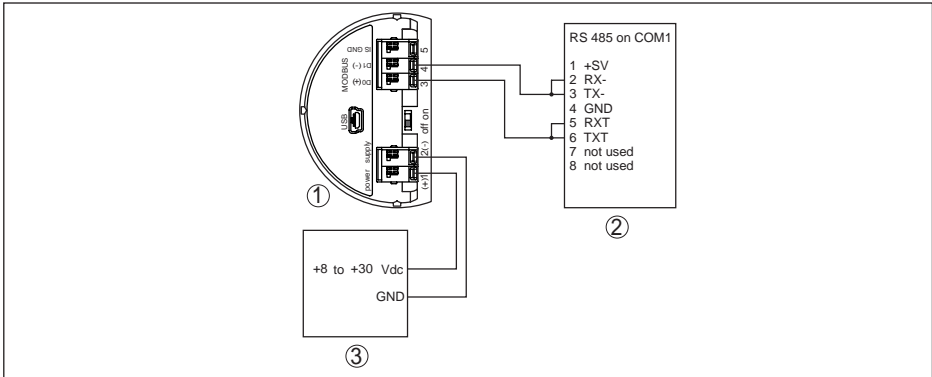 IS GND
D1 (-)
D0 (+)
MODBUS
USB
power supply
5
4
3
off on
2(-)
(+)1
1
RS 485 on COM1
1 +SV
2 RX-
3 TX-
4 GND
5 RXT
6 TXT
7 not used
8 not used
2
+8 to +30 Vdc
GND
3